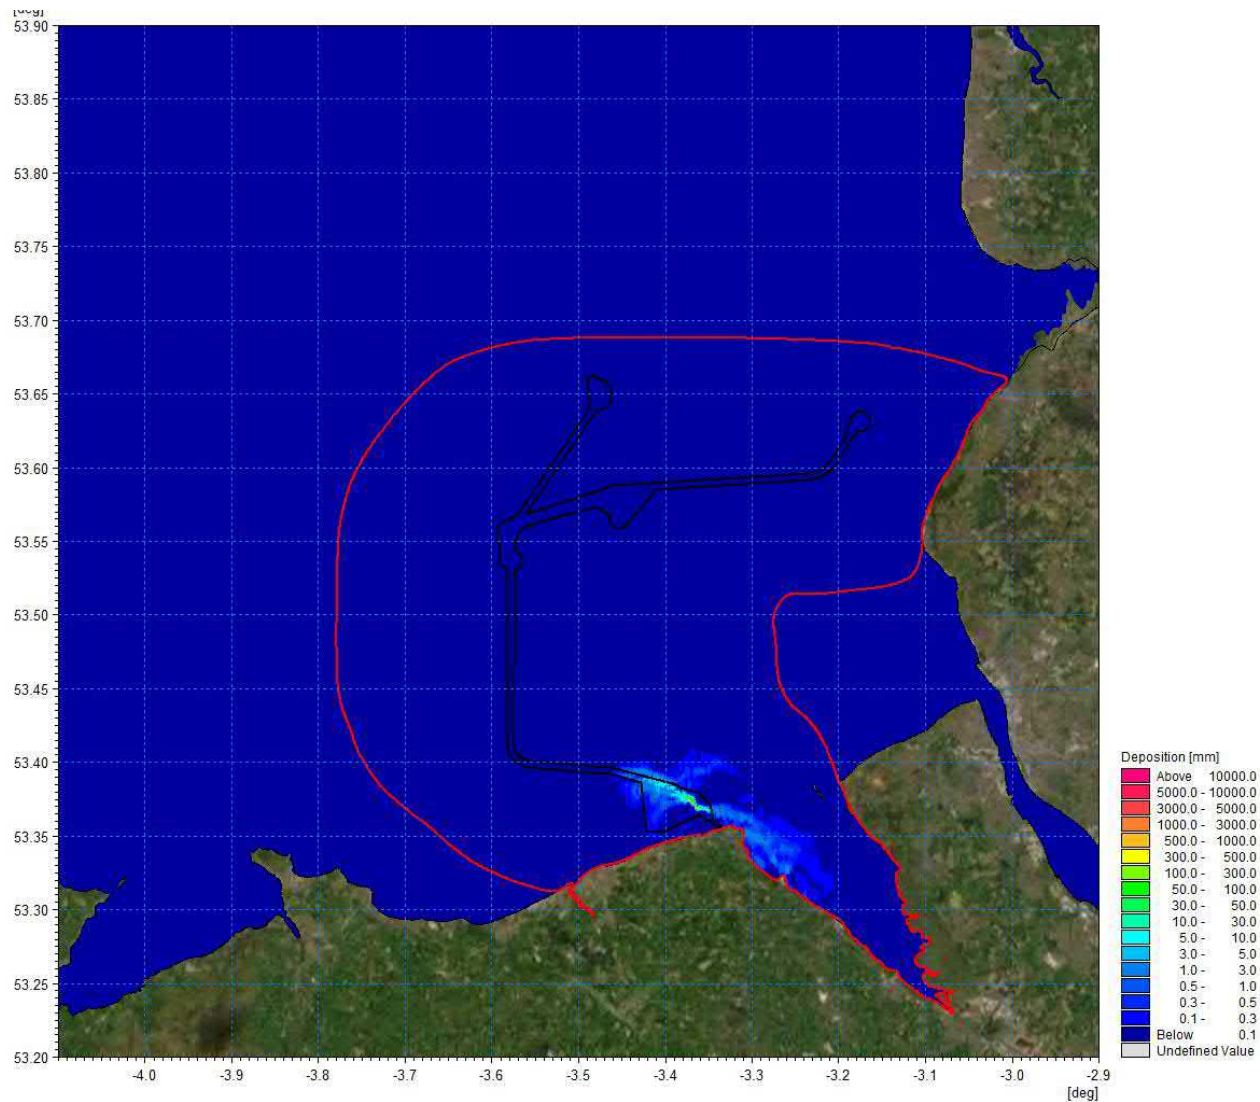 [deg]
53.90
53.85
53.80
53.75
53.70
53.65
53.60
53.55
53.50
53.45
53.40
53.35
53.30
53.25
53.20
-4.0 -3.9 -3.8 -3.7 -3.6 -3.5 -3.4 -3.3 -3.2 -3.1 -3.0 -2.9
[deg]
Deposition [mm]
Above 10000.0
5000.0 - 10000.0
3000.0 - 5000.0
1000.0 - 3000.0
500.0 - 1000.0
300.0 - 500.0
100.0 - 300.0
50.0 - 100.0
30.0 - 50.0
10.0 - 30.0
5.0 - 10.0
3.0 - 5.0
1.0 - 3.0
0.5 - 1.0
0.3 - 0.5
0.1 - 0.3
Below 0.1
Undefined Value